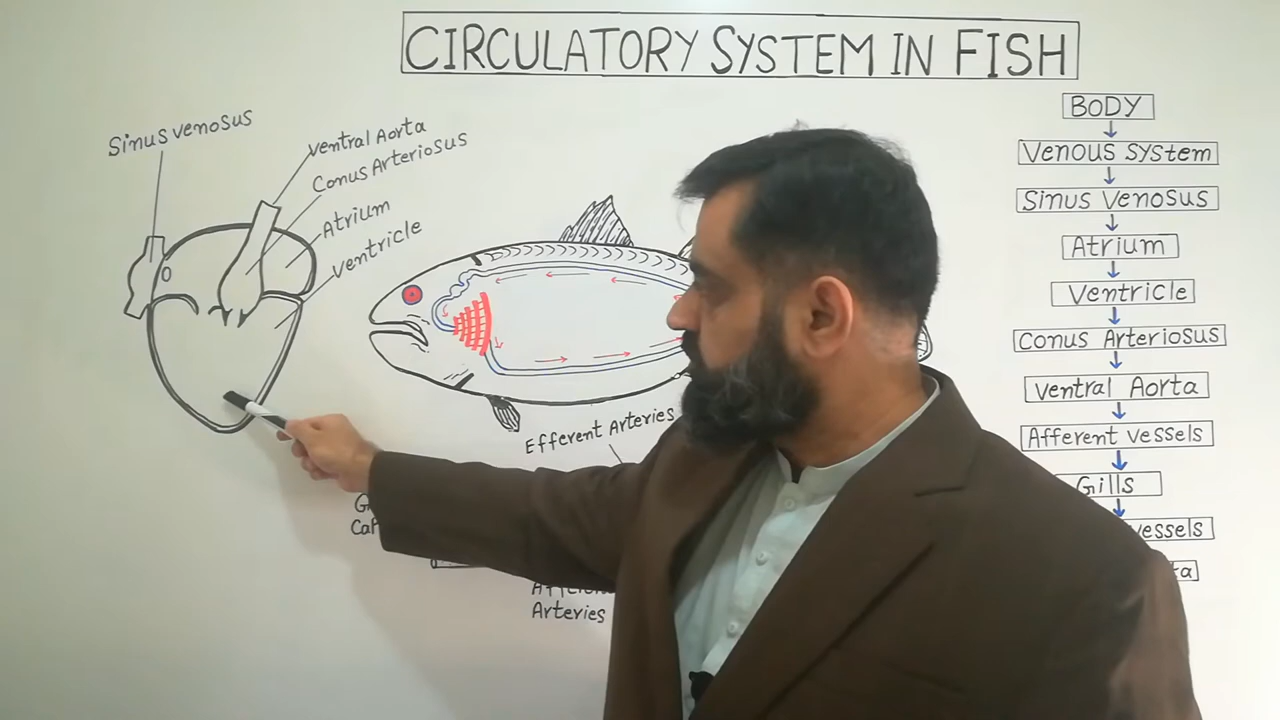 CIRCULATORY SYSTEM IN FISH
Sinus venosus
Ventral Aorta
Conus Arteriosus
Atrium
Ventricle
Efferent Arteries
Arteries
BODY
Venous System
Sinus Venosus
Atrium
Ventricle
Conus Arteriosus
Ventral Aorta
Afferent vessels
Gills
vessels